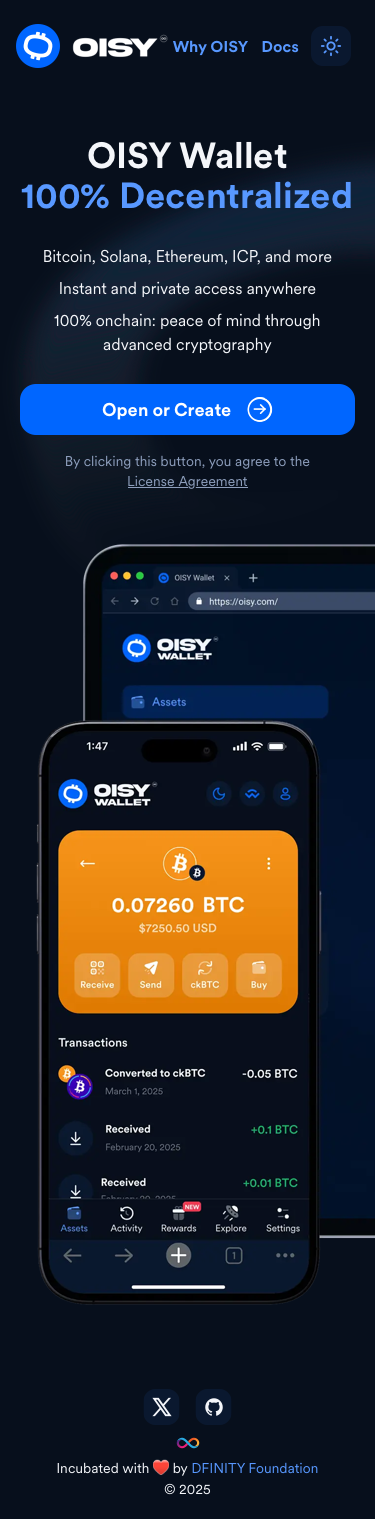 OISY Why OISY Docs
OISY Wallet
100% Decentralized
Bitcoin, Solana, Ethereum, ICP, and more
Instant and private access anywhere
100% onchain: peace of mind through
advanced cryptography
Open or Create
By clicking this button, you agree to the
License Agreement
OISY Wallet
https://oisy.com/
OISY
WALLET
Assets
1:47
OISY
WALLET
0.07260 BTC
$7250.50 USD
Receive Send ckBTC Buy
Transactions
Converted to ckBTC -0.05 BTC
March 1, 2025
Received +0.1 BTC
February 20, 2025
Received +0.01 BTC
February 20, 2025
NEW
Assets Activity Rewards Explore Settings
1
Incubated with ❤️ by DFINITY Foundation
© 2025